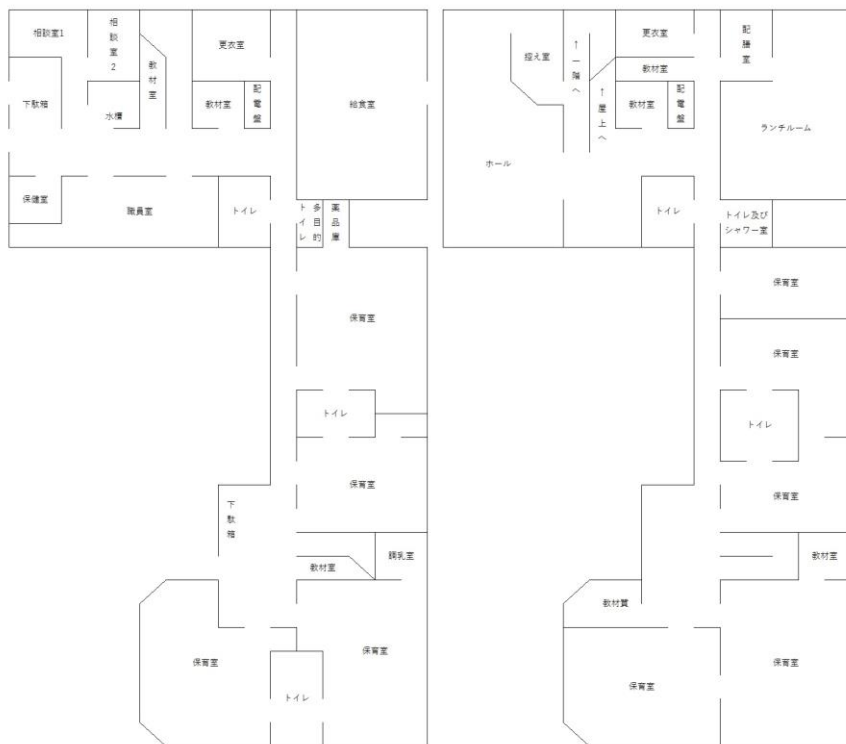 相談室1
相談室2
教材室
更衣室
下駄箱
水槽
教材室
配電盤
給食室
保健室
職員室
トイレ
多目的
トイレ
薬品庫
保育室
トイレ
保育室
下駄箱
調乳室
教材室
保育室
保育室
トイレ
控え室
↑一階へ
更衣室
配膳室
教材室
↑屋上へ
教材室
配電盤
ランチルーム
ホール
トイレ
トイレ及び
シャワー室
保育室
保育室
トイレ
保育室
教材室
教材質
保育室
保育室